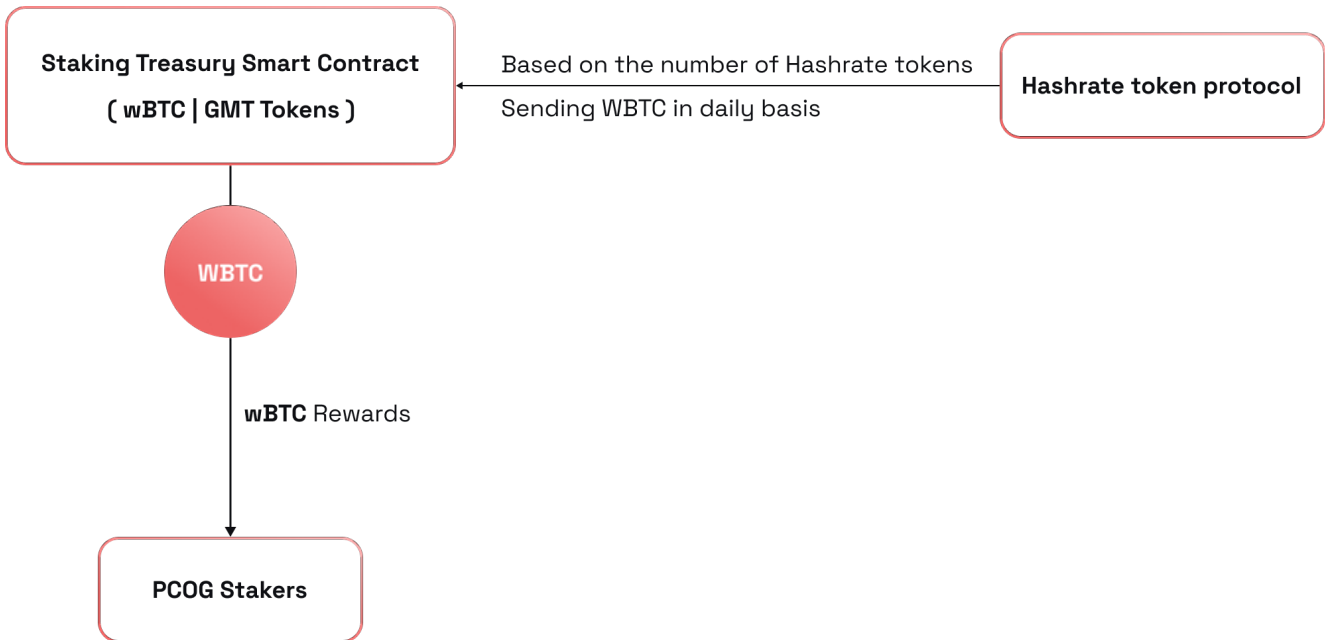 Staking Treasury Smart Contract
( wBTC | GMT Tokens )
Based on the number of Hashrate tokens
Sending WBTC in daily basis
Hashrate token protocol
WBTC
wBTC Rewards
PCOG Stakers